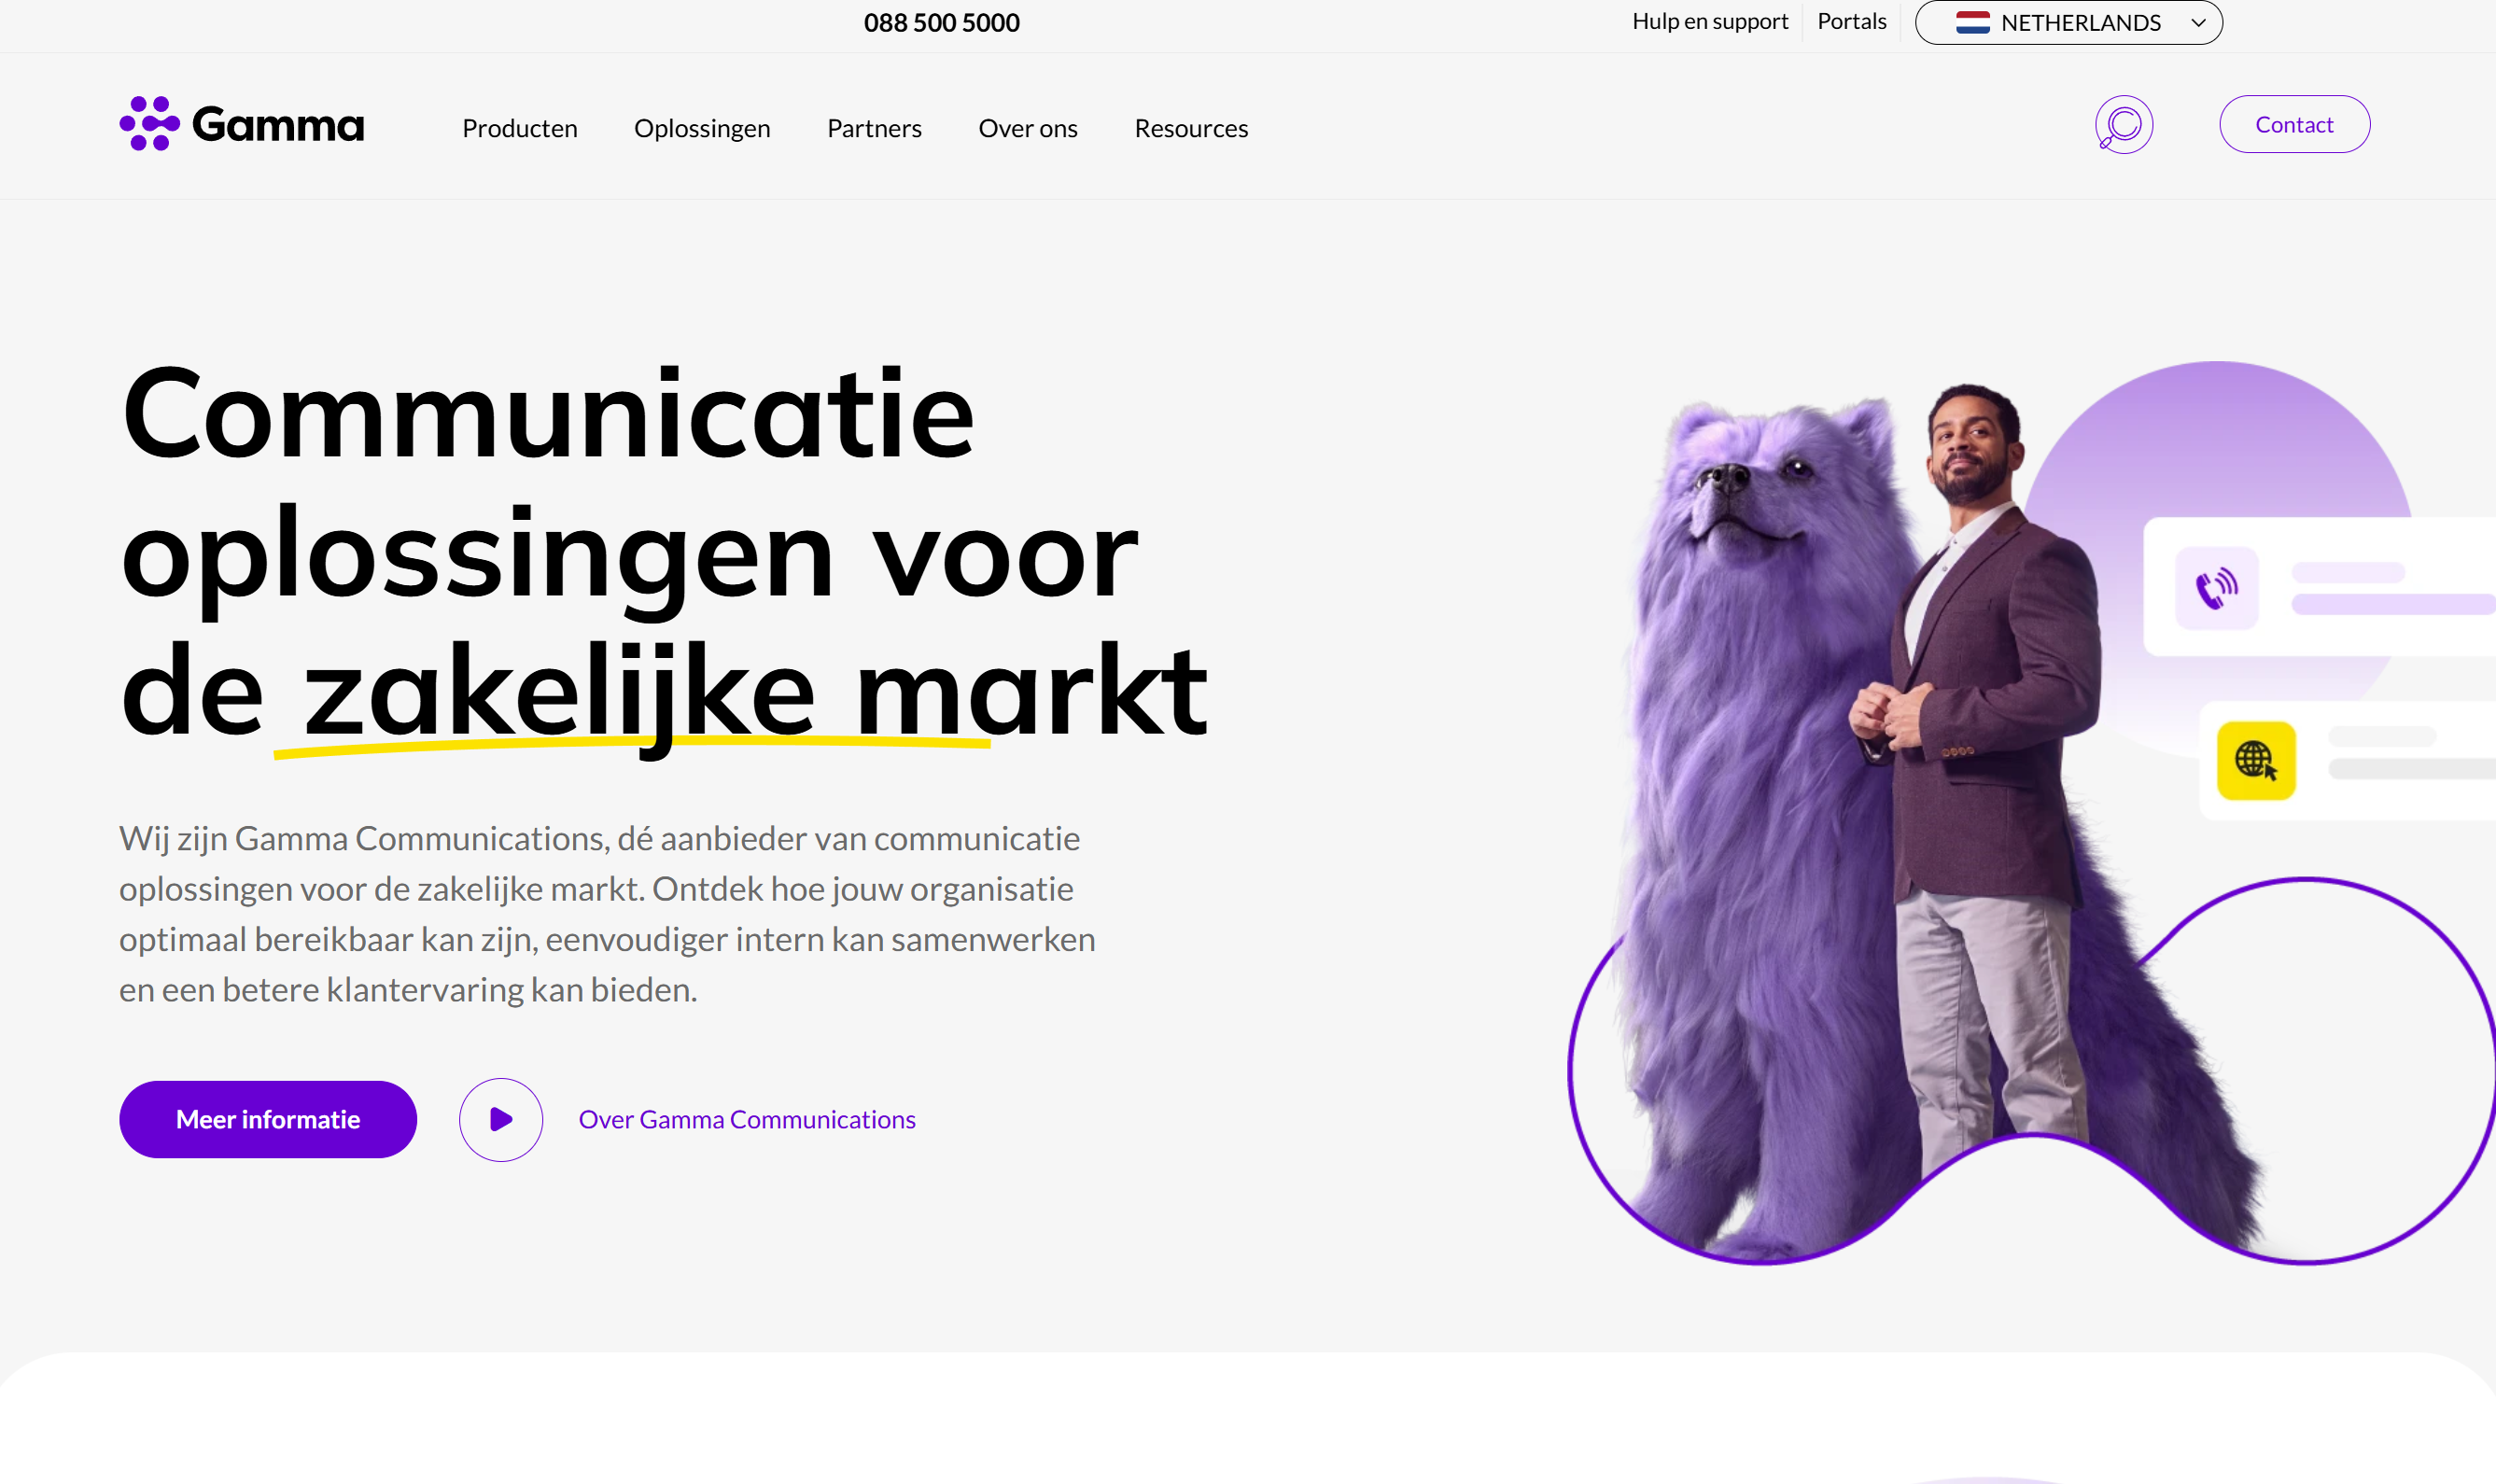 088 500 5000
Hulp en support
Portals
NETHERLANDS
Gamma
Producten
Oplossingen
Partners
Over ons
Resources
Contact
Communicatie
oplossingen voor
de zakelijke markt
Wij zijn Gamma Communications, dé aanbieder van communicatie
oplossingen voor de zakelijke markt. Ontdek hoe jouw organisatie
optimaal bereikbaar kan zijn, eenvoudiger intern kan samenwerken
en een betere klantervaring kan bieden.
Meer informatie
Over Gamma Communications